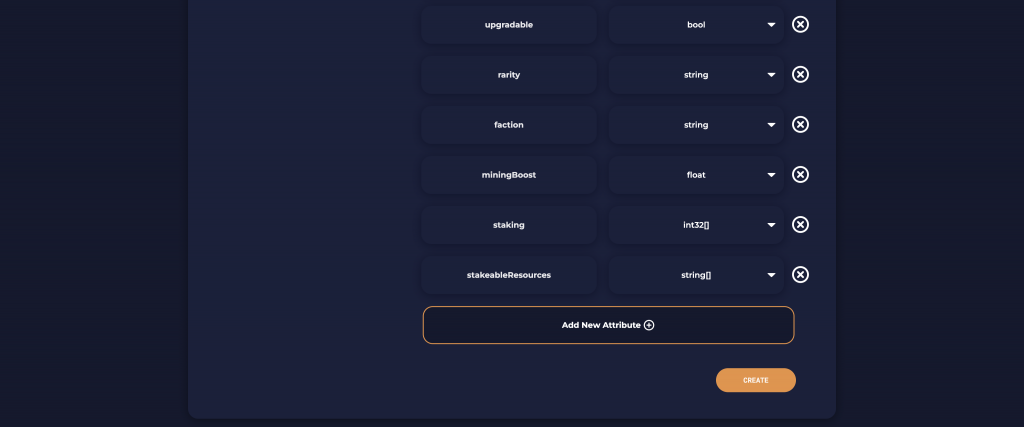 upgradable bool
rarity string
faction string
miningBoost float
staking int32[]
stakeableResources string[]
Add New Attribute
CREATE